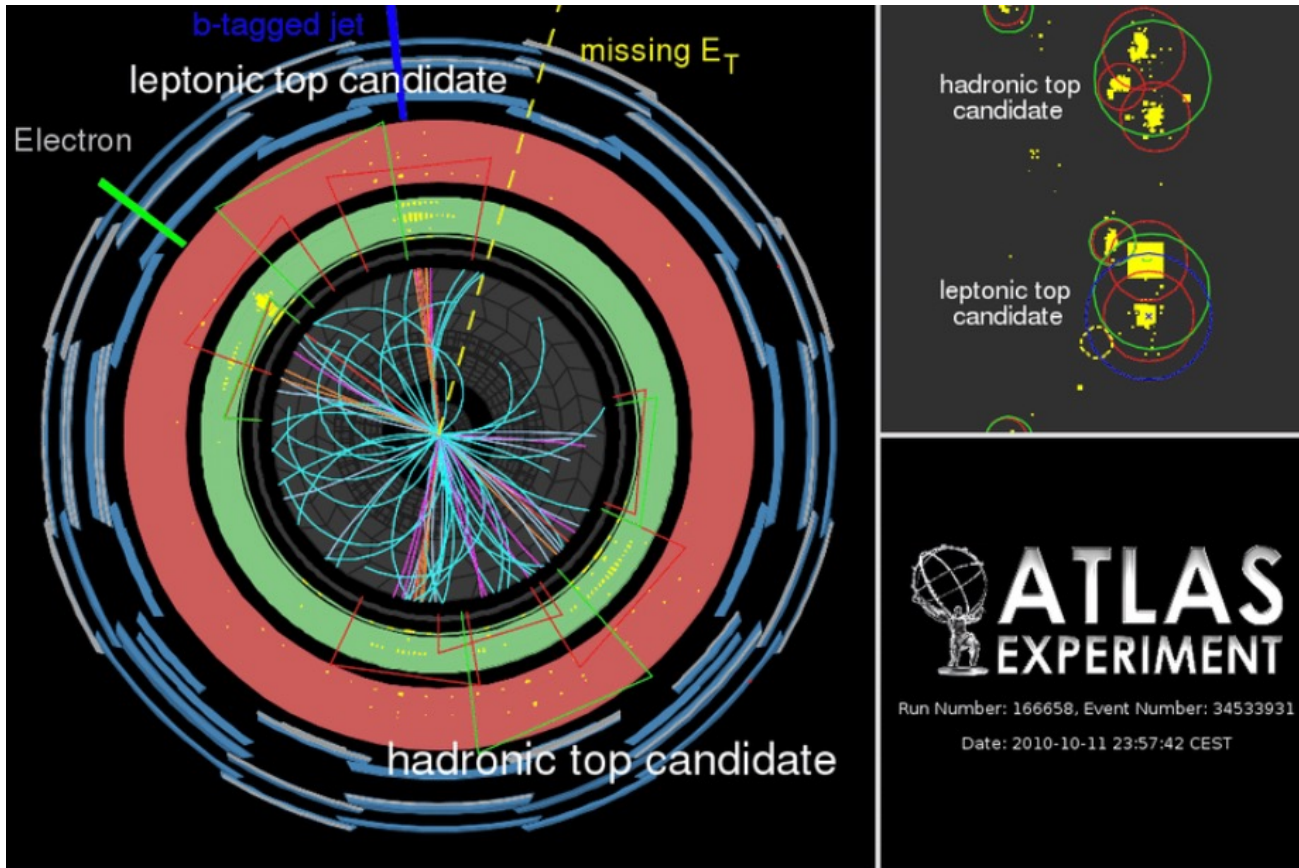 b-tagged jet
leptonic top candidate
missing E_T
Electron
hadronic top candidate
hadronic top
candidate
leptonic top
candidate
ATLAS
EXPERIMENT
Run Number: 166658, Event Number: 34533931
Date: 2010-10-11 23:57:42 CEST